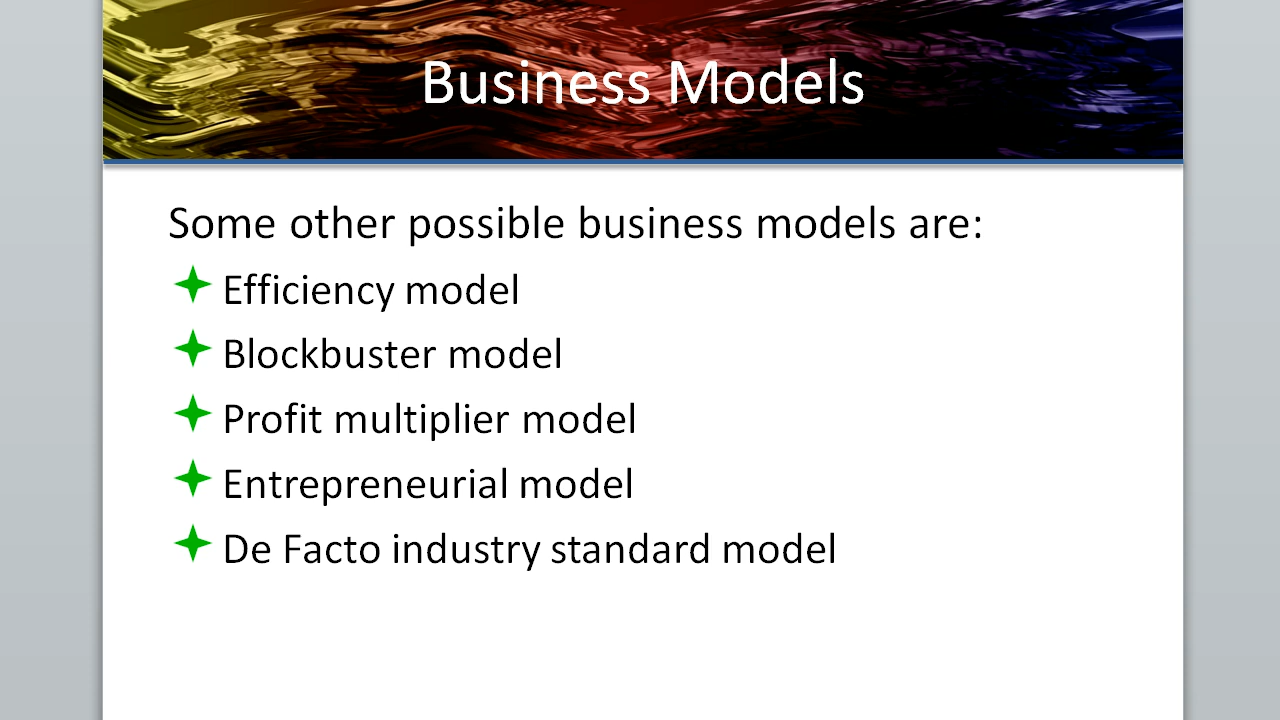 Business Models
Some other possible business models are:
Efficiency model
Blockbuster model
Profit multiplier model
Entrepreneurial model
De Facto industry standard model